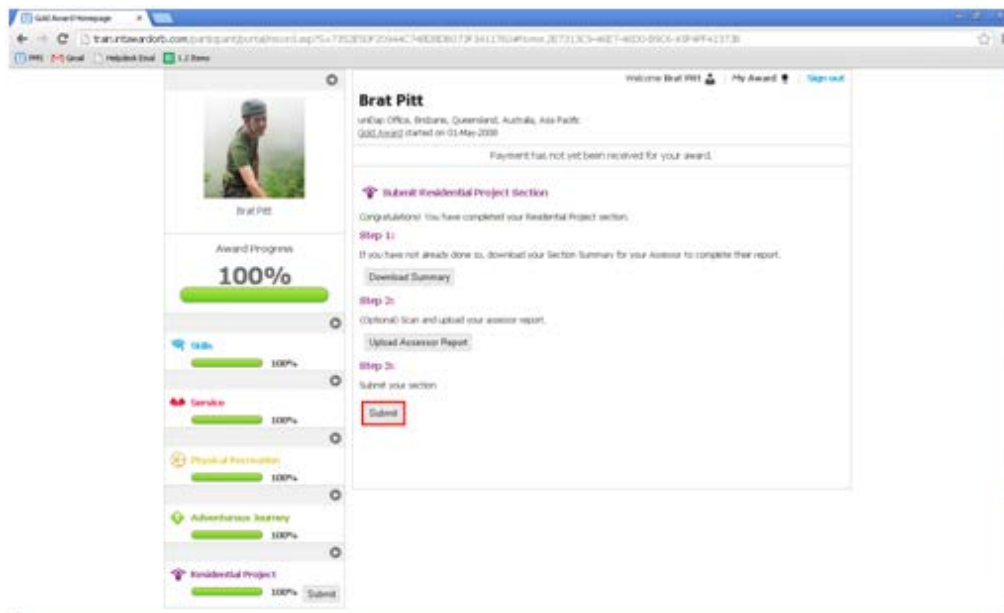 Gold Award Homepage
Gmail
Helpdesk Email
1.2 Items
Welcome Brat Pitt | My Award | Sign out
Brat Pitt
Office, Brisbane, Queensland, Australia, Asia Pacific
Gold Award started on 01-May-2008
Payment has not yet been received for your award.
Brat Pitt
Award Progress
100%
Skills
100%
Service
100%
Physical Recreation
100%
Adventurous Journey
100%
Residential Project
100% Submit
Submit Residential Project Section
Congratulations! You have completed your Residential Project section.
Step 1:
If you have not already done so, download your Section Summary for your Assessor to complete their report.
Download Summary
Step 2:
(Optional) Scan and upload your assessor report.
Upload Assessor Report
Step 3:
Submit your section
Submit